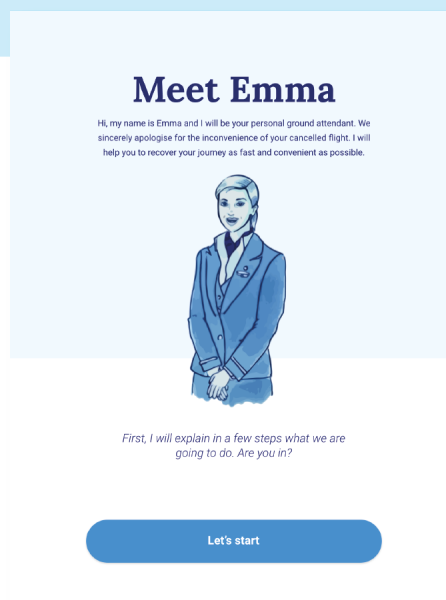 Meet Emma
Hi, my name is Emma and I will be your personal ground attendant. We
sincerely apologise for the inconvenience of your cancelled flight. I will
help you to recover your journey as fast and convenient as possible.
First, I will explain in a few steps what we are
going to do. Are you in?
Let's start